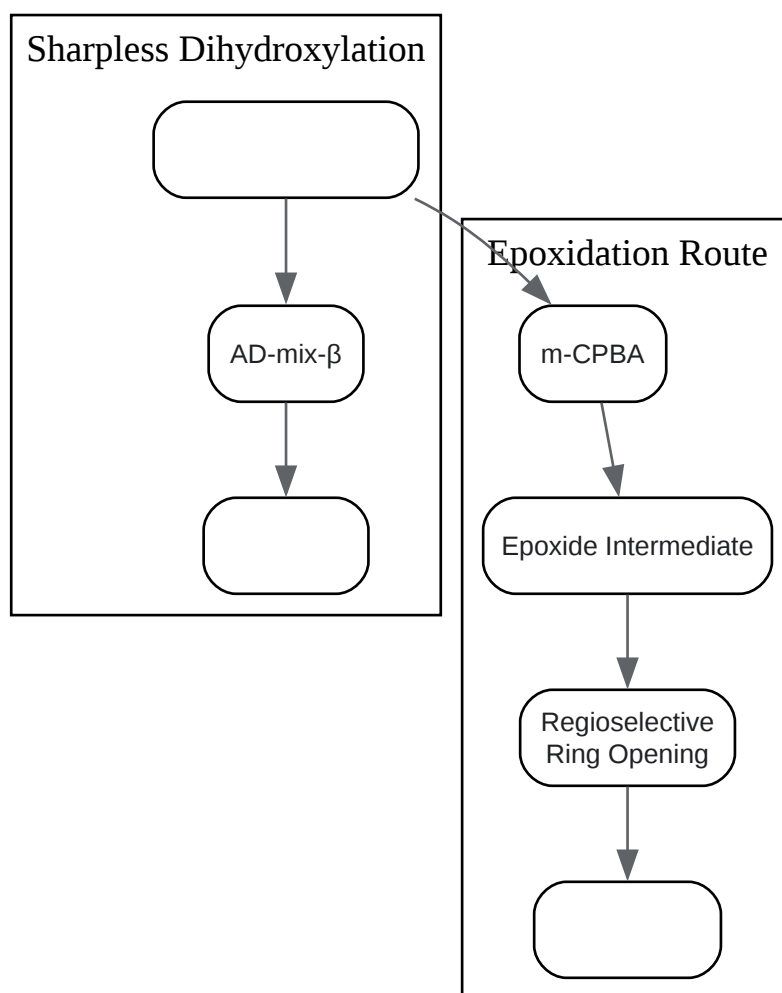 Sharpless Dihydroxylation
Epoxidation Route
AD-mix-β
m-CPBA
Epoxide Intermediate
Regioselective
Ring Opening